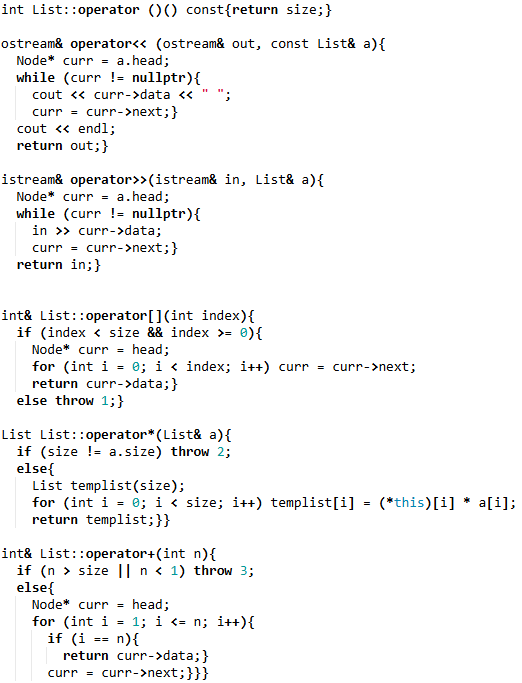 int List::operator ()() const{return size;}

ostream& operator<< (ostream& out, const List& a){
  Node* curr = a.head;
  while (curr != nullptr){
    cout << curr->data << " ";
    curr = curr->next;}
  cout << endl;
  return out;}

istream& operator>>(istream& in, List& a){
  Node* curr = a.head;
  while (curr != nullptr){
    in >> curr->data;
    curr = curr->next;}
  return in;}


int& List::operator[](int index){
  if (index < size && index >= 0){
    Node* curr = head;
    for (int i = 0; i < index; i++) curr = curr->next;
    return curr->data;}
  else throw 1;}

List List::operator*(List& a){
  if (size != a.size) throw 2;
  else{
    List templist(size);
    for (int i = 0; i < size; i++) templist[i] = (*this)[i] * a[i];
    return templist;}}

int& List::operator+(int n){
  if (n > size || n < 1) throw 3;
  else{
    Node* curr = head;
    for (int i = 1; i <= n; i++){
      if (i == n){
        return curr->data;}
      curr = curr->next;}}}